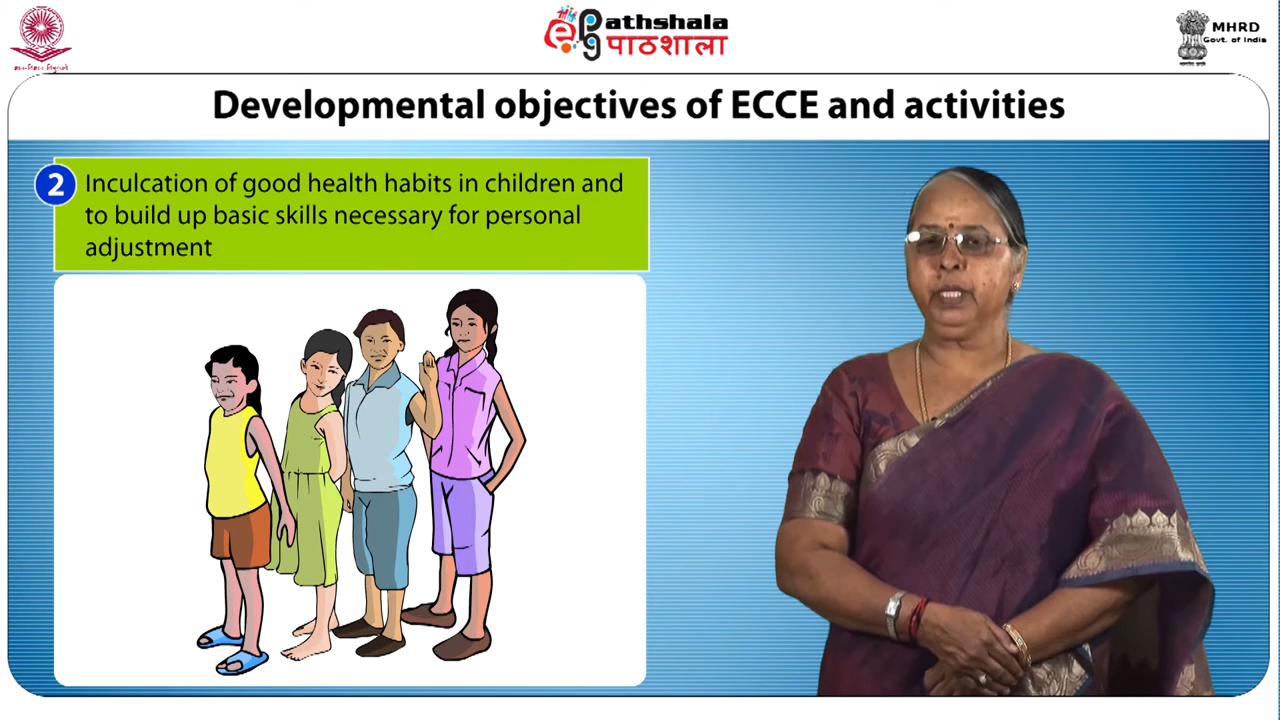 ePathshala
पाठशाला
MHRD
Govt. of India
Developmental objectives of ECCE and activities
2
Inculcation of good health habits in children and
to build up basic skills necessary for personal
adjustment